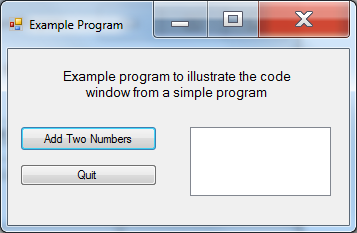 Example Program
Example program to illustrate the code
window from a simple program
Add Two Numbers
Quit